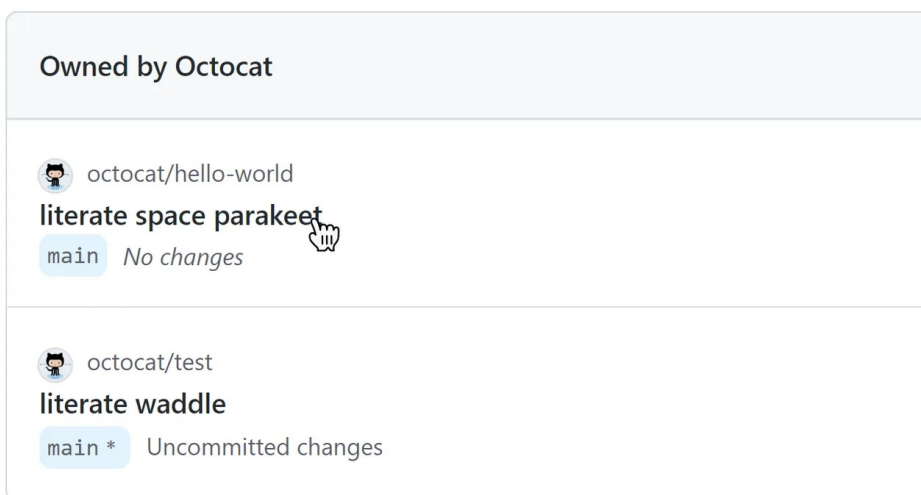 Owned by Octocat
octocat/hello-world
literate space parakeet
main No changes
octocat/test
literate waddle
main * Uncommitted changes